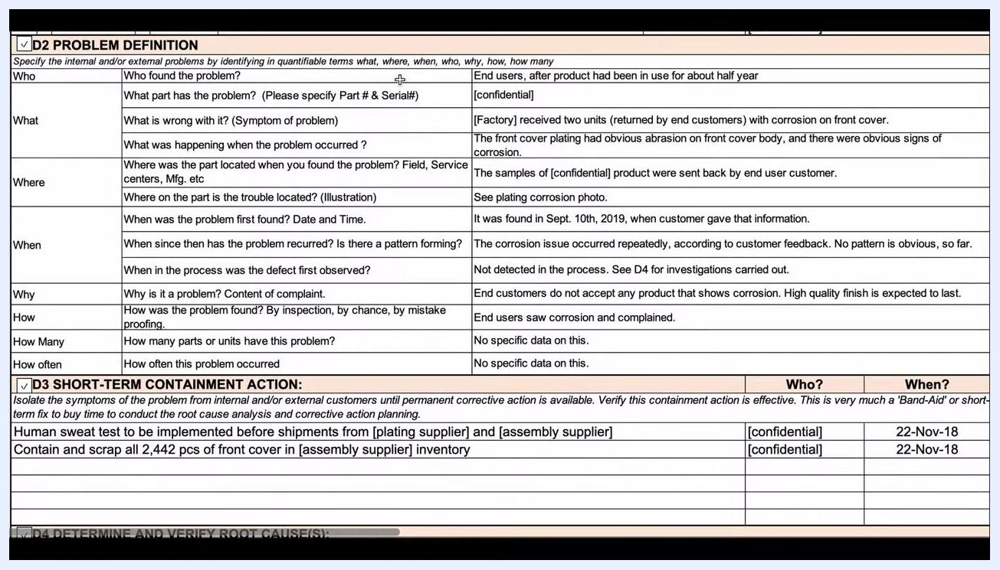 D2 PROBLEM DEFINITION
Specify the internal and/or external problems by identifying in quantifiable terms what, where, when, who, why, how, how many
Who
Who found the problem?
End users, after product had been in use for about half year
What
What part has the problem? (Please specify Part # & Serial#)
[confidential]
What is wrong with it? (Symptom of problem)
[Factory] received two units (returned by end customers) with corrosion on front cover.
What was happening when the problem occurred ?
The front cover plating had obvious abrasion on front cover body, and there were obvious signs of
corrosion.
Where
Where was the part located when you found the problem? Field, Service
centers, Mfg. etc
The samples of [confidential] product were sent back by end user customer.
Where on the part is the trouble located? (Illustration)
See plating corrosion photo.
When
When was the problem first found? Date and Time.
It was found in Sept. 10th, 2019, when customer gave that information.
When since then has the problem recurred? Is there a pattern forming?
The corrosion issue occurred repeatedly, according to customer feedback. No pattern is obvious, so far.
When in the process was the defect first observed?
Not detected in the process. See D4 for investigations carried out.
Why
Why is it a problem? Content of complaint.
End customers do not accept any product that shows corrosion. High quality finish is expected to last.
How
How was the problem found? By inspection, by chance, by mistake
proofing.
End users saw corrosion and complained.
How Many
How many parts or units have this problem?
No specific data on this.
How often
How often this problem occurred
No specific data on this.
D3 SHORT-TERM CONTAINMENT ACTION:
Who?
When?
Isolate the symptoms of the problem from internal and/or external customers until permanent corrective action is available. Verify this containment action is effective. This is very much a 'Band-Aid' or short-
term fix to buy time to conduct the root cause analysis and corrective action planning.
Human sweat test to be implemented before shipments from [plating supplier] and [assembly supplier]
[confidential]
22-Nov-18
Contain and scrap all 2,442 pcs of front cover in [assembly supplier] inventory
[confidential]
22-Nov-18
D4 DETERMINE AND VERIFY ROOT CAUSE(S):